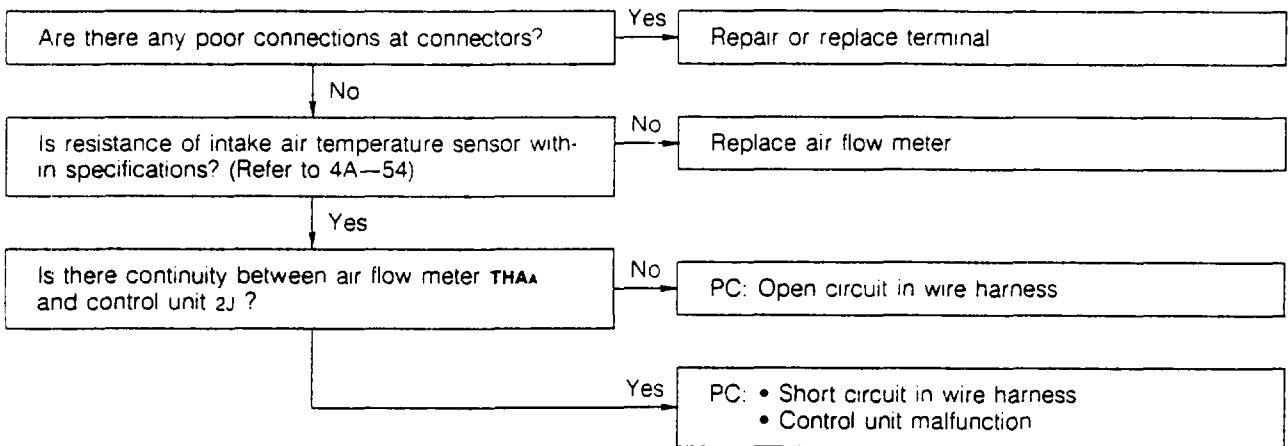 Are there any poor connections at connectors?
Yes
Repair or replace terminal
No
Is resistance of intake air temperature sensor with-
in specifications? (Refer to 4A—54)
No
Replace air flow meter
Yes
Is there continuity between air flow meter THAA
and control unit 2J ?
No
PC: Open circuit in wire harness
Yes
PC: • Short circuit in wire harness
• Control unit malfunction